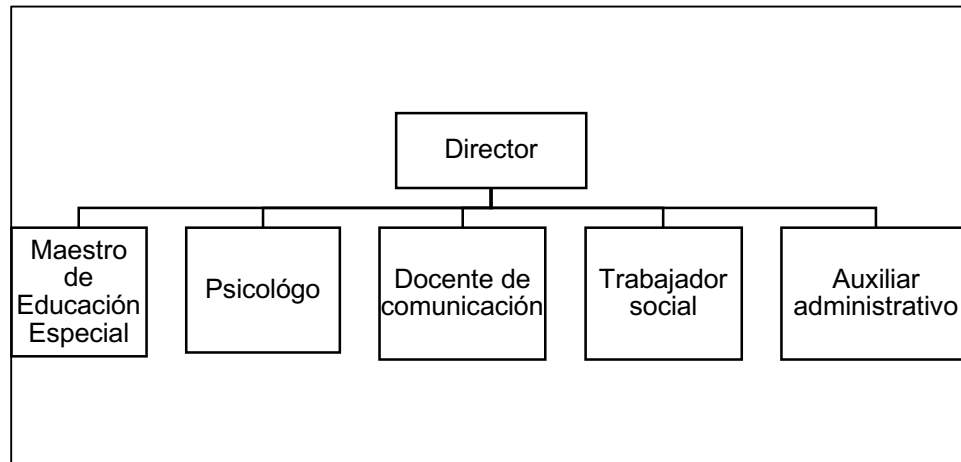 Director
Maestro
de
Educación
Especial
Psicológo
Docente de
comunicación
Trabajador
social
Auxiliar
administrativo